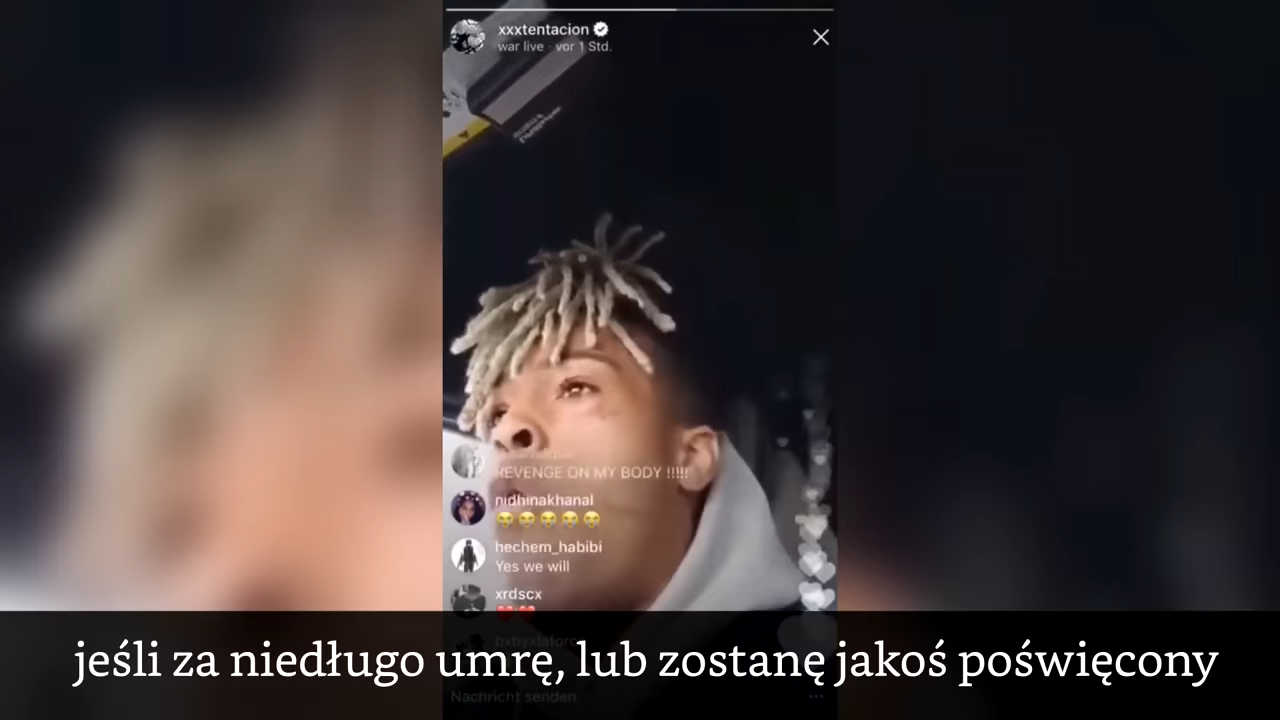 xxxtentacion
war live · vor 1 Std.
REVENGE ON MY BODY !!!!!
nidhinakhanal
😭😭😭😭😭
hechem_habibi
Yes we will
xrdscx
❤️❤️
jeśli za niedługo umrę, lub zostanę jakoś poświęcony
Nachricht senden